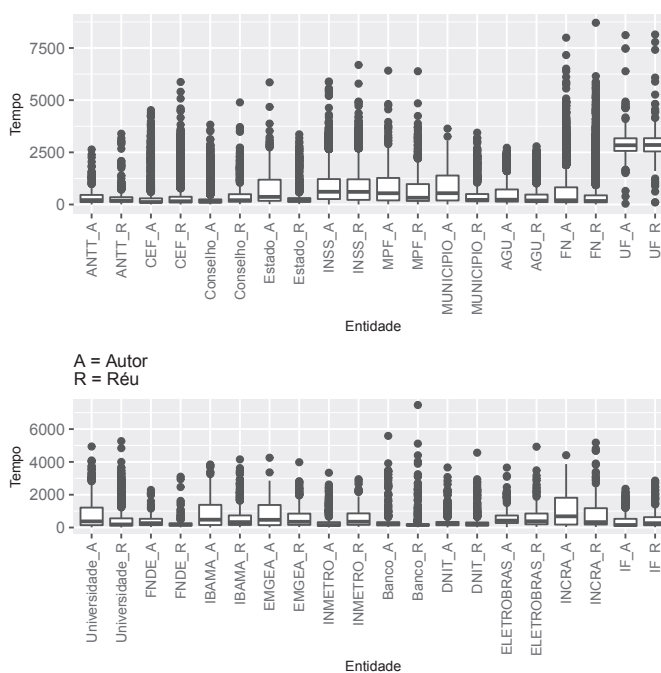 7500
5000
2500
0
Tempo
ANTT_A
ANTT_R
CEF_A
CEF_R
Conselho_A
Conselho_R
Estado_A
Estado_R
INSS_A
INSS_R
MPF_A
MPF_R
MUNICIPIO_A
MUNICIPIO_R
AGU_A
AGU_R
FN_A
FN_R
UF_A
UF_R
Entidade
A = Autor
R = Réu
6000
4000
2000
0
Tempo
Universidade_A
Universidade_R
FNDE_A
FNDE_R
IBAMA_A
IBAMA_R
EMGEA_A
EMGEA_R
INMETRO_A
INMETRO_R
Banco_A
Banco_R
DNIT_A
DNIT_R
ELETROBRAS_A
ELETROBRAS_R
INCRA_A
INCRA_R
IF_A
IF_R
Entidade